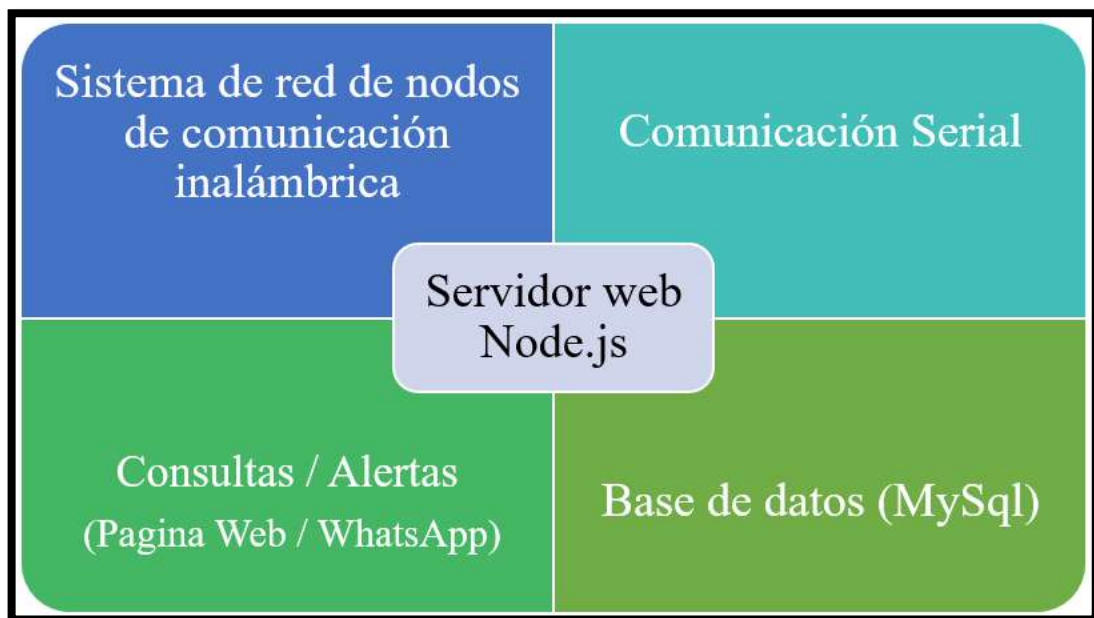 Sistema de red de nodos
de comunicación
inalámbrica
Comunicación Serial
Servidor web
Node.js
Consultas / Alertas
(Pagina Web / WhatsApp)
Base de datos (MySql)